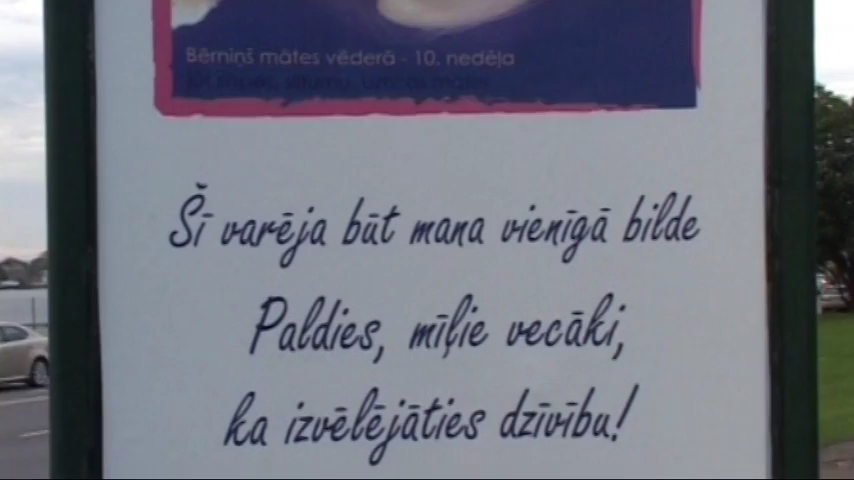 Bērniņš mātes vēderā - 10. nedēļa
Šī varēja būt mana vienīgā bilde
Paldies, mīļie vecāki,
ka izvēlējāties dzīvību!